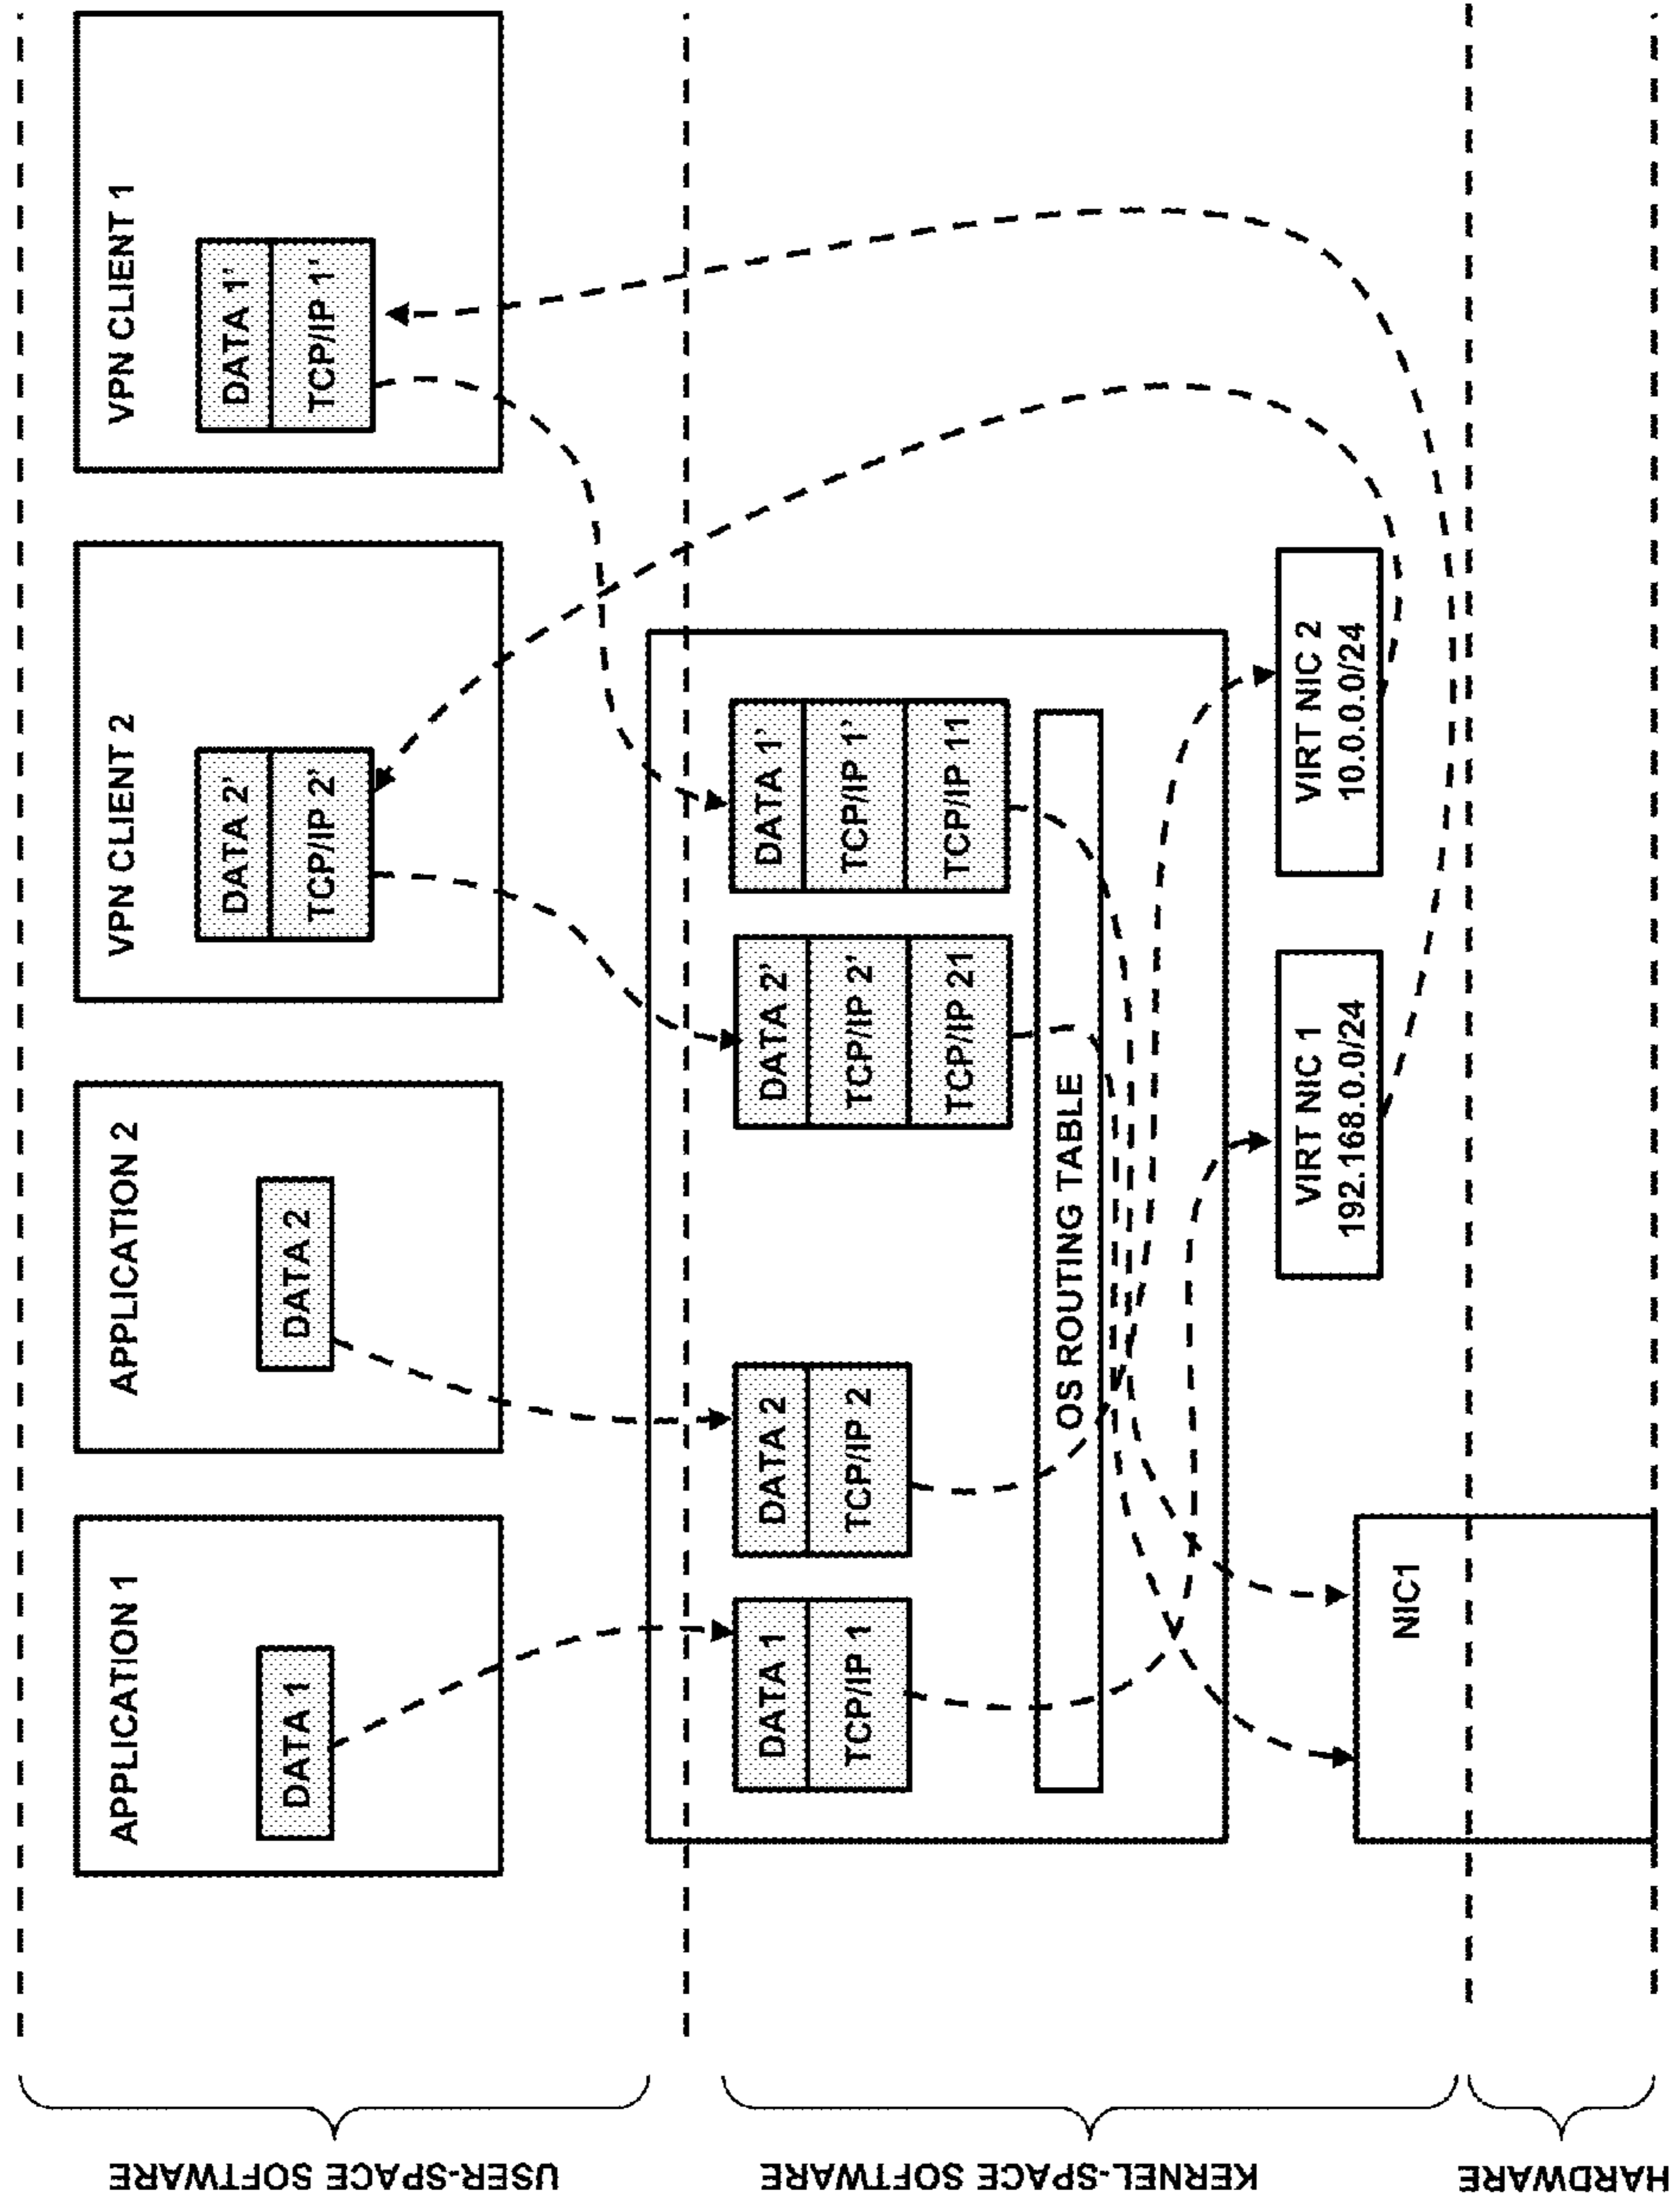 USER-SPACE SOFTWARE
APPLICATION 1
DATA 1
APPLICATION 2
DATA 2
VPN CLIENT 2
DATA 2'
TCP/IP 2'
VPN CLIENT 1
DATA 1'
TCP/IP 1'
KERNEL-SPACE SOFTWARE
DATA 1
TCP/IP 1
DATA 2
TCP/IP 2
DATA 2'
TCP/IP 2'
TCP/IP 21
DATA 1'
TCP/IP 1'
TCP/IP 11
OS ROUTING TABLE
VIRT NIC 1
192.168.0.0/24
VIRT NIC 2
10.0.0.0/24
NIC1
HARDWARE